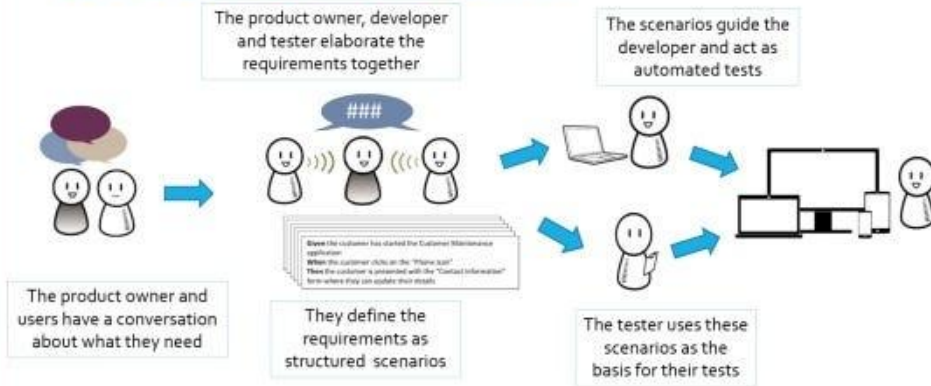 The product owner, developer
and tester elaborate the
requirements together
The scenarios guide the
developer and act as
automated tests
###
Given the customer has started the Customer Maintenance
application
When the customer clicks on the "Phone Icon"
Then the customer is presented with the "Contact Information"
form where they can update their details
The product owner and
users have a conversation
about what they need
They define the
requirements as
structured scenarios
The tester uses these
scenarios as the
basis for their tests